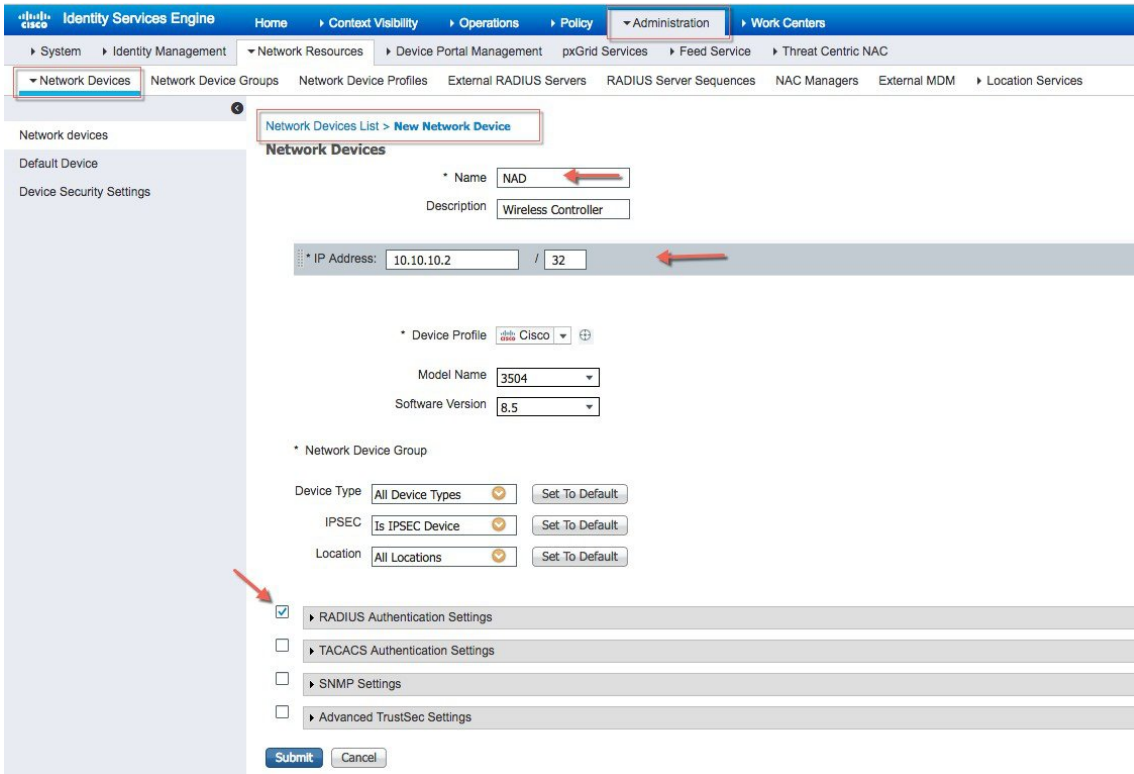 cisco Identity Services Engine Home Context Visibility Operations Policy Administration Work Centers
System Identity Management Network Resources Device Portal Management pxGrid Services Feed Service Threat Centric NAC
Network Devices Network Device Groups Network Device Profiles External RADIUS Servers RADIUS Server Sequences NAC Managers External MDM Location Services
Network devices
Default Device
Device Security Settings
Network Devices List > New Network Device
Network Devices
* Name NAD
Description Wireless Controller
* IP Address: 10.10.10.2 / 32
* Device Profile cisco Cisco
Model Name 3504
Software Version 8.5
* Network Device Group
Device Type All Device Types Set To Default
IPSEC Is IPSEC Device Set To Default
Location All Locations Set To Default
RADIUS Authentication Settings
TACACS Authentication Settings
SNMP Settings
Advanced TrustSec Settings
Submit Cancel